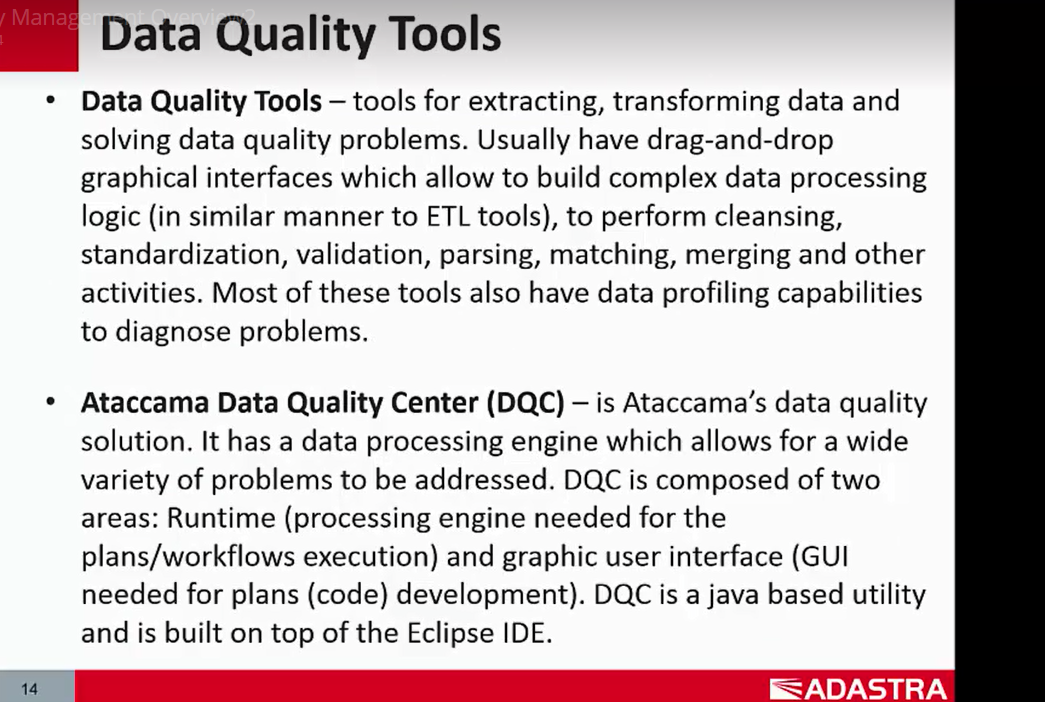 y Management Overview2
Data Quality Tools
• Data Quality Tools – tools for extracting, transforming data and
solving data quality problems. Usually have drag-and-drop
graphical interfaces which allow to build complex data processing
logic (in similar manner to ETL tools), to perform cleansing,
standardization, validation, parsing, matching, merging and other
activities. Most of these tools also have data profiling capabilities
to diagnose problems.
• Ataccama Data Quality Center (DQC) – is Ataccama’s data quality
solution. It has a data processing engine which allows for a wide
variety of problems to be addressed. DQC is composed of two
areas: Runtime (processing engine needed for the
plans/workflows execution) and graphic user interface (GUI
needed for plans (code) development). DQC is a java based utility
and is built on top of the Eclipse IDE.
14
ADASTRA